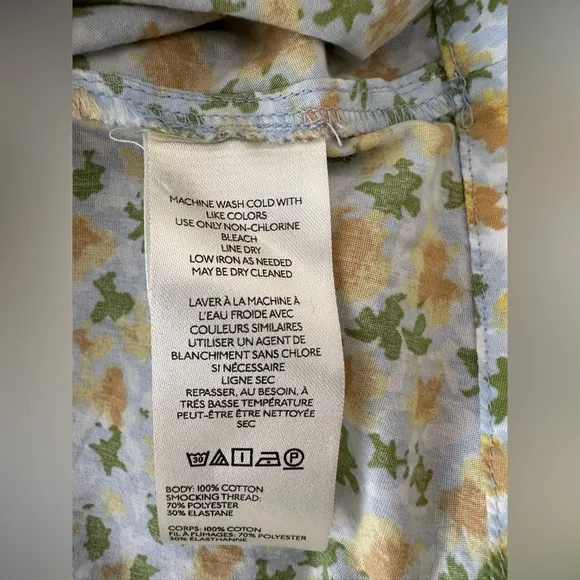 MACHINE WASH COLD WITH
LIKE COLORS
USE ONLY NON-CHLORINE
BLEACH
LINE DRY
LOW IRON AS NEEDED
MAY BE DRY CLEANED
LAVER À LA MACHINE À
L'EAU FROIDE AVEC
COULEURS SIMILAIRES
UTILISER UN AGENT DE
BLANCHIMENT SANS CHLORE
SI NÉCESSAIRE
LIGNE SEC
REPASSER, AU BESOIN, À
TRÈS BASSE TEMPÉRATURE
PEUT-ÊTRE ÊTRE NETTOYÉE
SEC
30 P
BODY: 100% COTTON
SMOCKING THREAD:
70% POLYESTER
30% ELASTANE
CORPS: 100% COTON
FIL À FUMAGES: 70% POLYESTER
30% ÉLASTHANNE